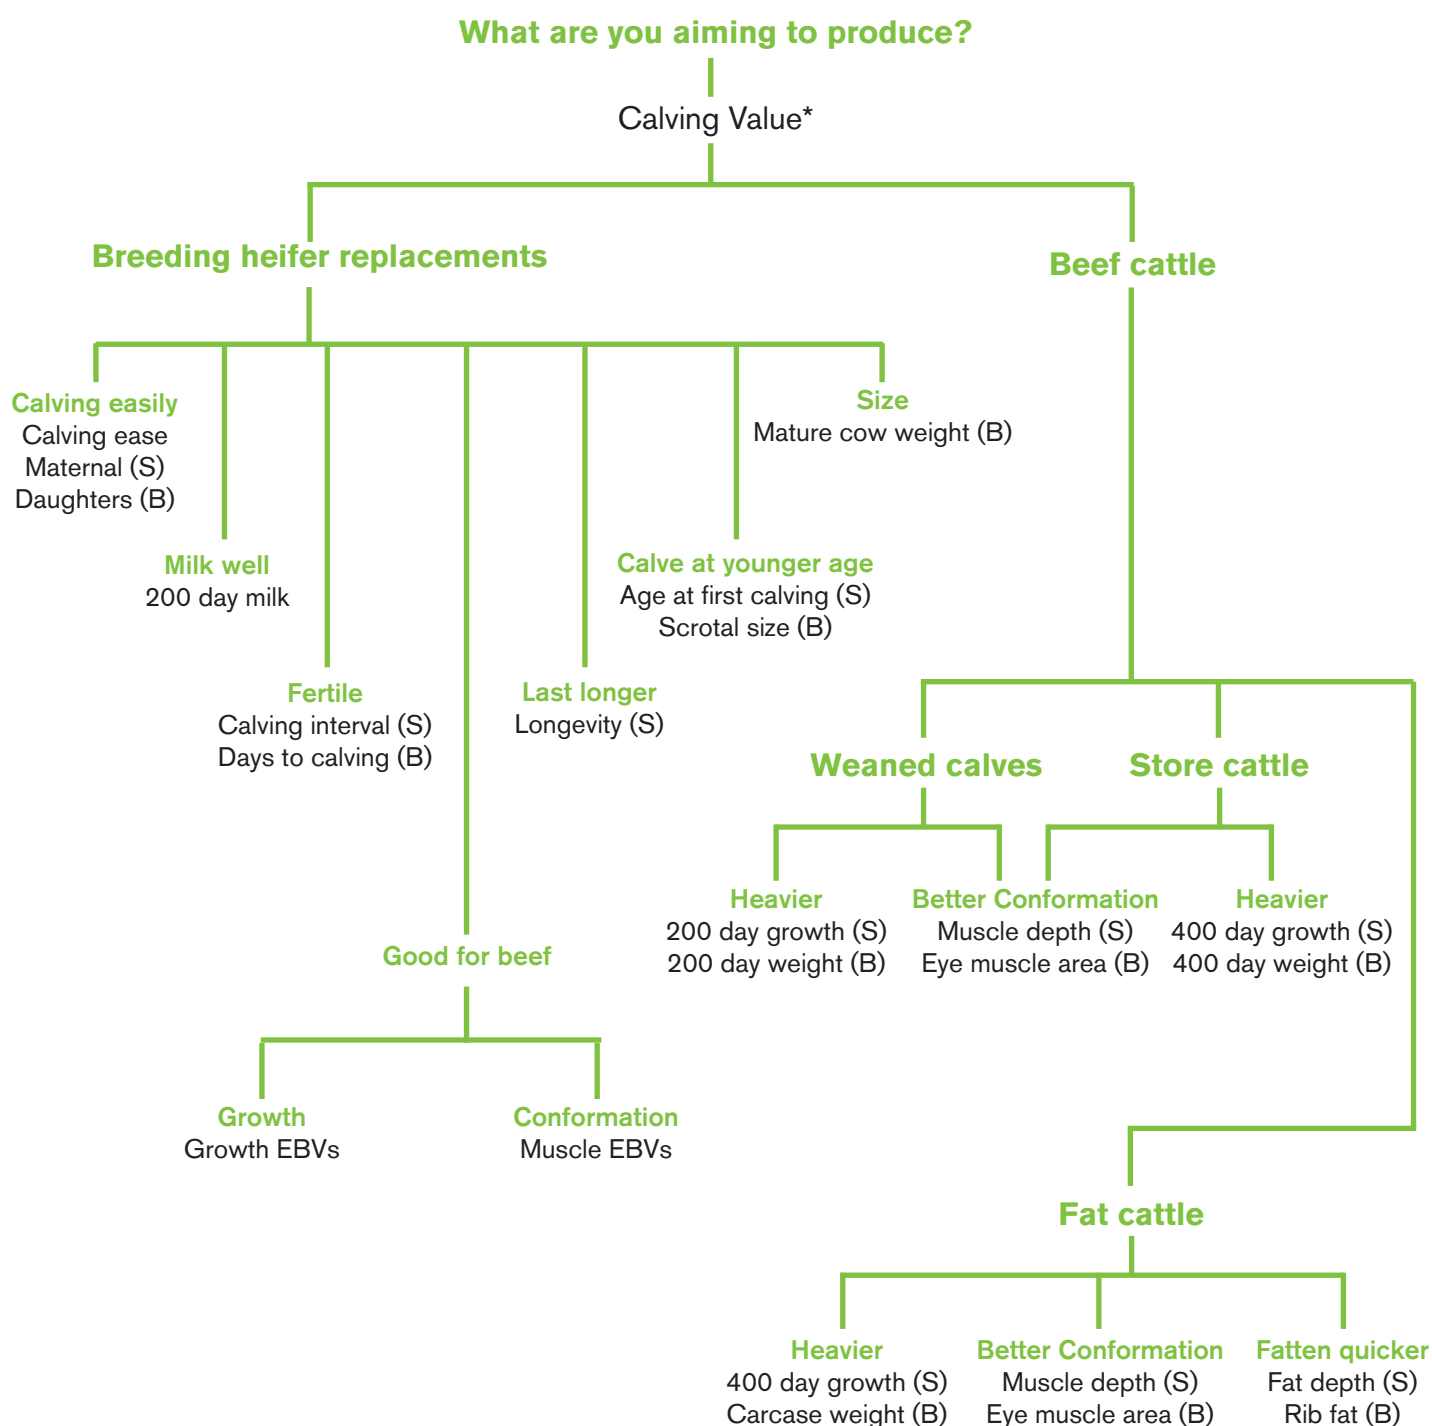 What are you aiming to produce?
Calving Value*
Breeding heifer replacements
Beef cattle
Calving easily
Calving ease
Maternal (S)
Daughters (B)
Size
Mature cow weight (B)
Milk well
200 day milk
Calve at younger age
Age at first calving (S)
Scrotal size (B)
Fertile
Calving interval (S)
Days to calving (B)
Last longer
Longevity (S)
Weaned calves
Store cattle
Heavier
200 day growth (S)
200 day weight (B)
Better Conformation
Muscle depth (S)
Eye muscle area (B)
Heavier
400 day growth (S)
400 day weight (B)
Good for beef
Growth
Growth EBVs
Conformation
Muscle EBVs
Fat cattle
Heavier
400 day growth (S)
Carcase weight (B)
Better Conformation
Muscle depth (S)
Eye muscle area (B)
Fatten quicker
Fat depth (S)
Rib fat (B)